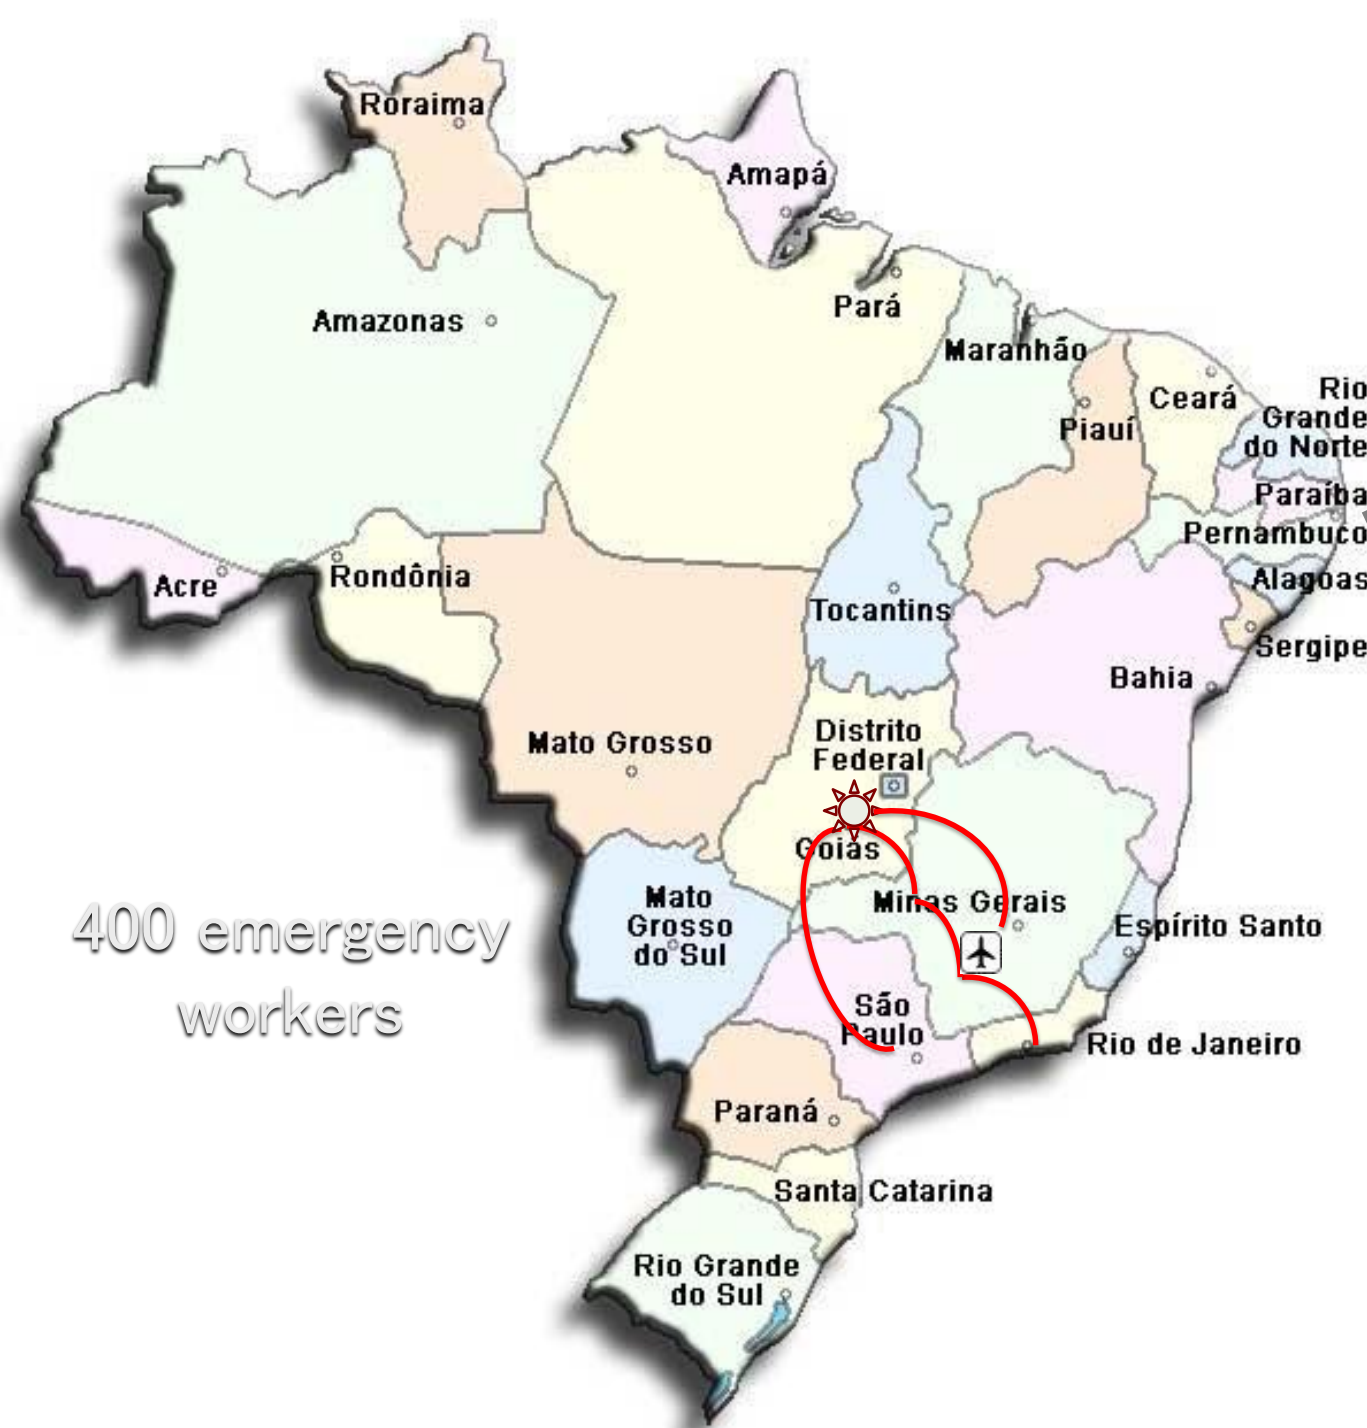 Roraima
Amapá
Amazonas
Pará
Maranhão
Piauí
Ceará
Rio
Grande
do Norte
Paraíba
Pernambuco
Alagoas
Sergipe
Acre
Rondônia
Tocantins
Bahia
Mato Grosso
Distrito
Federal
Goiás
Minas Gerais
Espírito Santo
Mato
Grosso
do Sul
400 emergency
workers
São
Paulo
Rio de Janeiro
Paraná
Santa Catarina
Rio Grande
do Sul